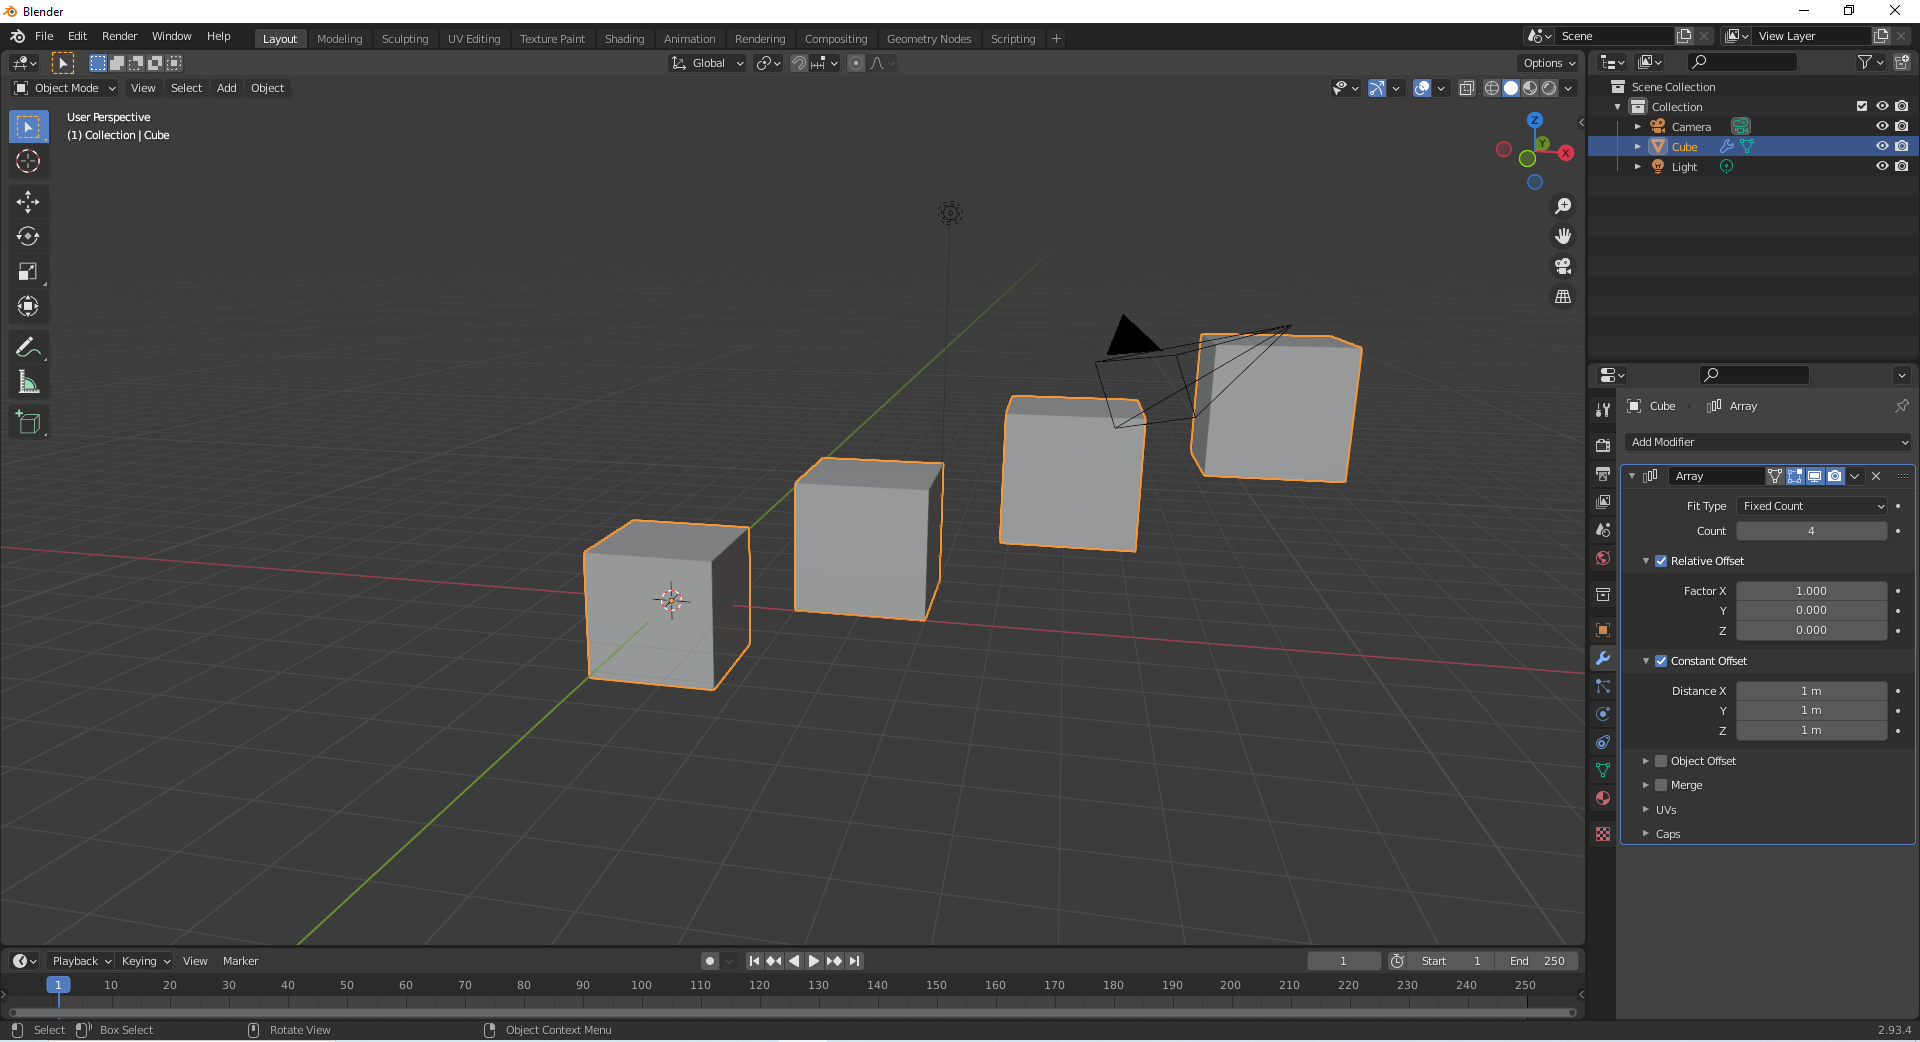 Blender
File Edit Render Window Help Layout Modeling Sculpting UV Editing Texture Paint Shading Animation Rendering Compositing Geometry Nodes Scripting + Scene View Layer
Global Options
Object Mode View Select Add Object
User Perspective
(1) Collection | Cube
Z
Y
X
Scene Collection
Collection
Camera
Cube
Light
Cube Array
Add Modifier
Array
Fit Type Fixed Count
Count 4
Relative Offset
Factor X 1.000
Y 0.000
Z 0.000
Constant Offset
Distance X 1 m
Y 1 m
Z 1 m
Object Offset
Merge
UVs
Caps
Playback Keying View Marker 1 Start 1 End 250
1 10 20 30 40 50 60 70 80 90 100 110 120 130 140 150 160 170 180 190 200 210 220 230 240 250
Select Box Select Rotate View Object Context Menu 2.93.4